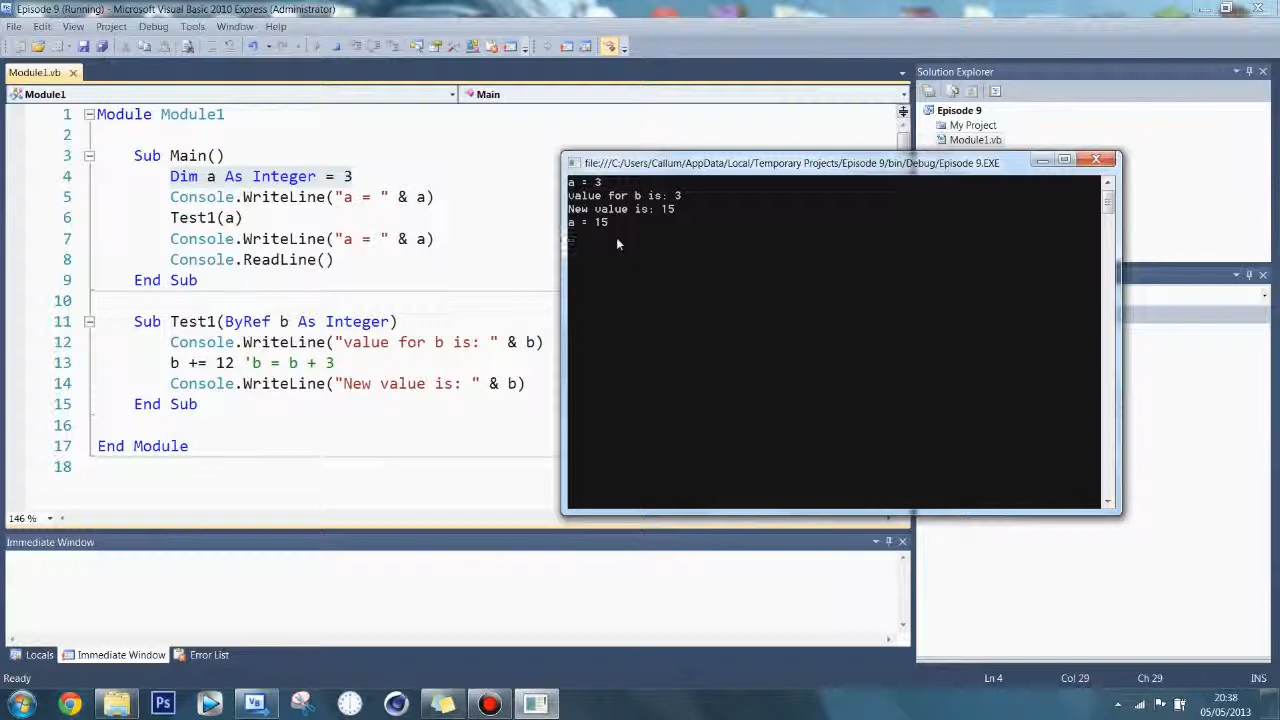 Episode 9 (Running) - Microsoft Visual Basic 2010 Express (Administrator)
File Edit View Project Debug Tools Window Help
Module1.vb
Module1
Main
1 Module Module1
2
3 Sub Main()
4 Dim a As Integer = 3
5 Console.WriteLine("a = " & a)
6 Test1(a)
7 Console.WriteLine("a = " & a)
8 Console.ReadLine()
9 End Sub
10
11 Sub Test1(ByRef b As Integer)
12 Console.WriteLine("value for b is: " & b)
13 b += 12 'b = b + 3
14 Console.WriteLine("New value is: " & b)
15 End Sub
16
17 End Module
18
146 %
file:///C:/Users/Callum/AppData/Local/Temporary Projects/Episode 9/bin/Debug/Episode 9.EXE
a = 3
value for b is: 3
New value is: 15
a = 15
Solution Explorer
Episode 9
My Project
Module1.vb
Immediate Window
Locals Immediate Window Error List
Ready Ln 4 Col 29 Ch 29 INS
Ps VB
20:38
05/05/2013